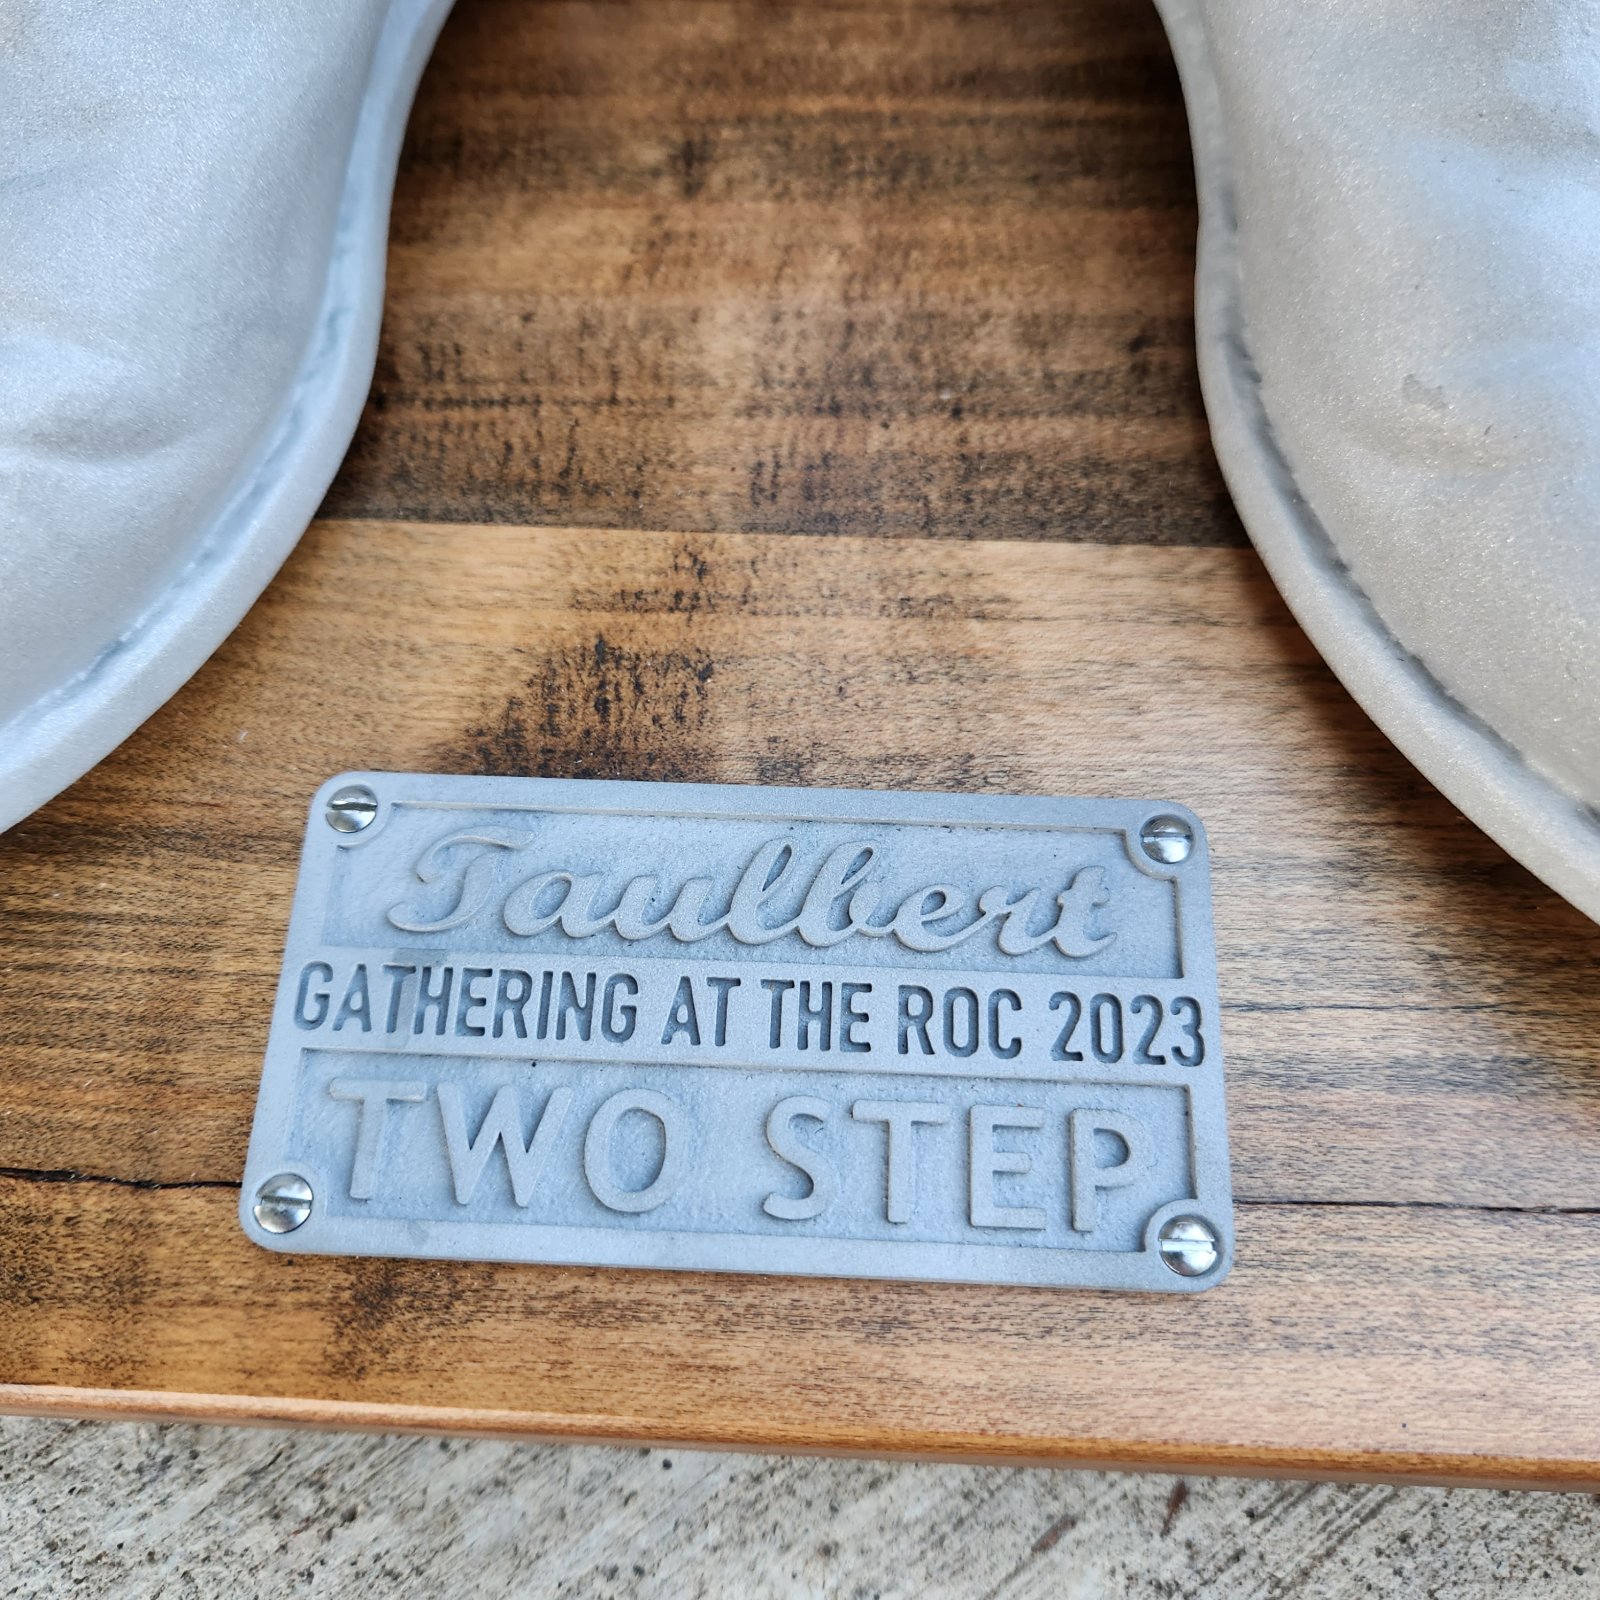 Taulbert
GATHERING AT THE ROC 2023
TWO STEP